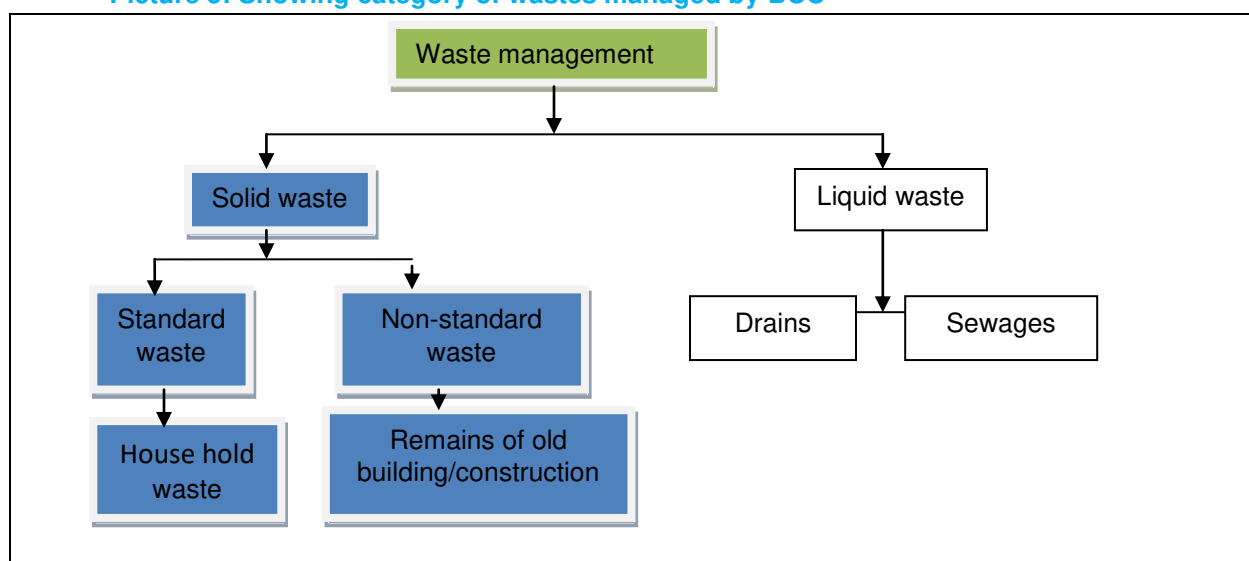 Waste management
Solid waste
Liquid waste
Standard
waste
Non-standard
waste
Drains
Sewages
House hold
waste
Remains of old
building/construction